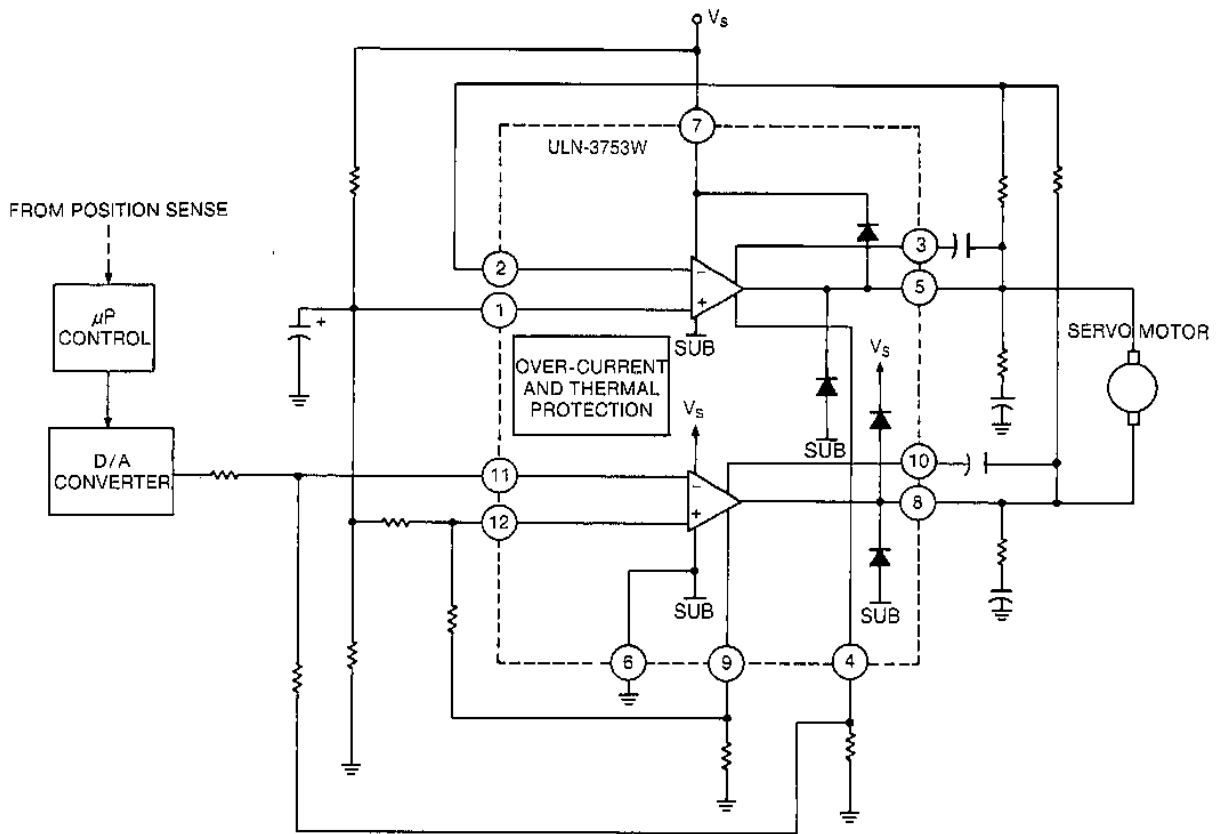 Vs
7
ULN-3753W
FROM POSITION SENSE
3
2
−
5
1
+
+
μP
CONTROL
SUB
SERVO MOTOR
OVER-CURRENT
AND THERMAL
PROTECTION
Vs
Vs
SUB
D/A
CONVERTER
10
11
−
8
12
+
SUB
SUB
6
9
4